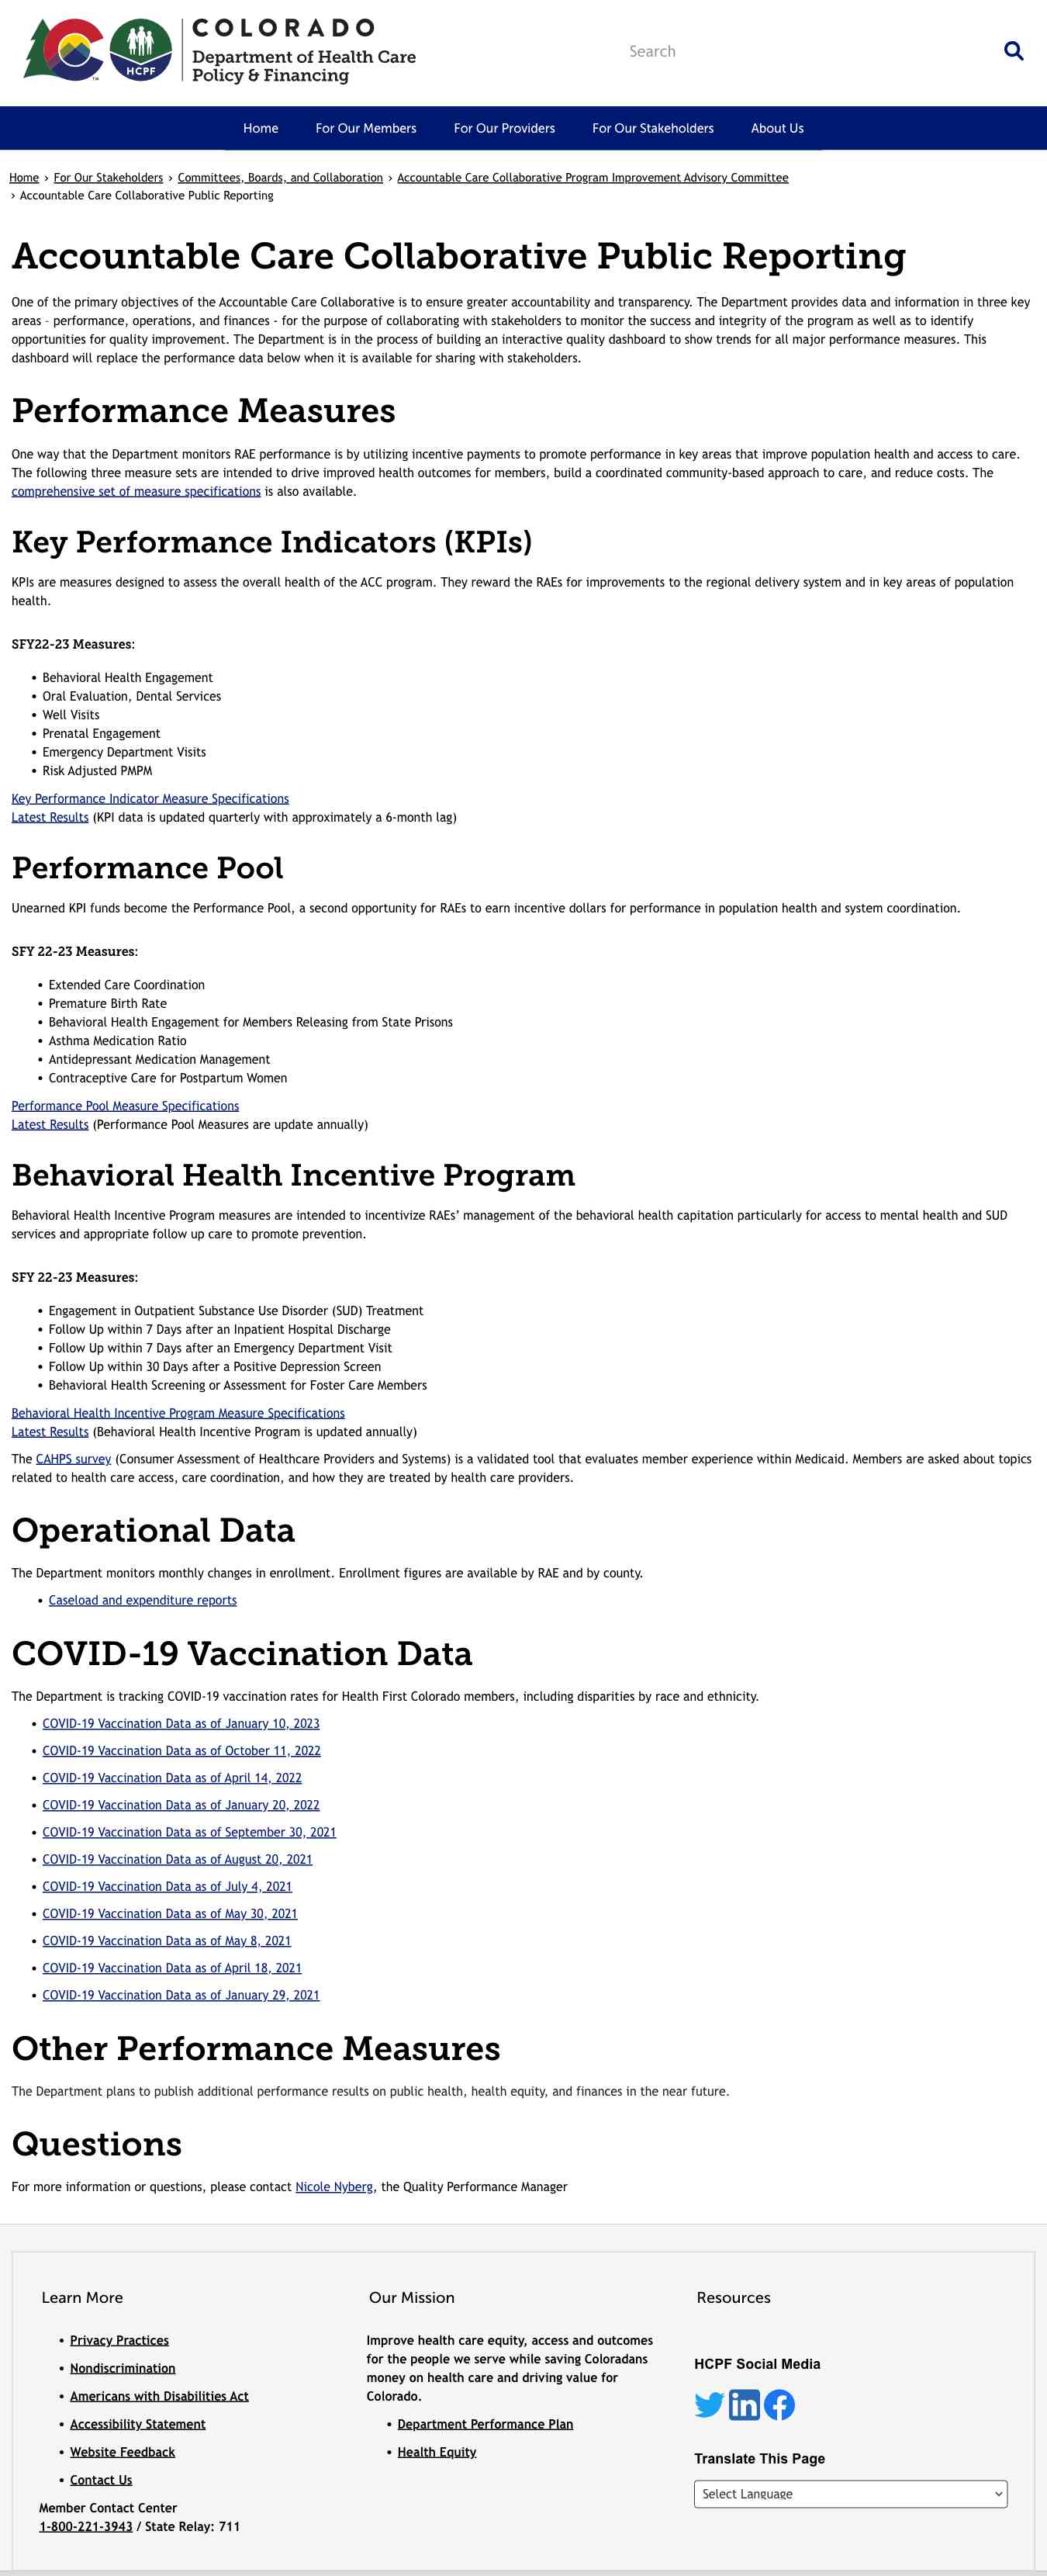 COLORADO
Department of Health Care
Policy & Financing
HCPF
TM
Search
Home
For Our Members
For Our Providers
For Our Stakeholders
About Us
Home › For Our Stakeholders › Committees, Boards, and Collaboration › Accountable Care Collaborative Program Improvement Advisory Committee
› Accountable Care Collaborative Public Reporting
Accountable Care Collaborative Public Reporting
One of the primary objectives of the Accountable Care Collaborative is to ensure greater accountability and transparency. The Department provides data and information in three key
areas – performance, operations, and finances - for the purpose of collaborating with stakeholders to monitor the success and integrity of the program as well as to identify
opportunities for quality improvement. The Department is in the process of building an interactive quality dashboard to show trends for all major performance measures. This
dashboard will replace the performance data below when it is available for sharing with stakeholders.
Performance Measures
One way that the Department monitors RAE performance is by utilizing incentive payments to promote performance in key areas that improve population health and access to care.
The following three measure sets are intended to drive improved health outcomes for members, build a coordinated community-based approach to care, and reduce costs. The
comprehensive set of measure specifications is also available.
Key Performance Indicators (KPIs)
KPIs are measures designed to assess the overall health of the ACC program. They reward the RAEs for improvements to the regional delivery system and in key areas of population
health.
SFY22-23 Measures:
• Behavioral Health Engagement
• Oral Evaluation, Dental Services
• Well Visits
• Prenatal Engagement
• Emergency Department Visits
• Risk Adjusted PMPM
Key Performance Indicator Measure Specifications
Latest Results (KPI data is updated quarterly with approximately a 6-month lag)
Performance Pool
Unearned KPI funds become the Performance Pool, a second opportunity for RAEs to earn incentive dollars for performance in population health and system coordination.
SFY 22-23 Measures:
• Extended Care Coordination
• Premature Birth Rate
• Behavioral Health Engagement for Members Releasing from State Prisons
• Asthma Medication Ratio
• Antidepressant Medication Management
• Contraceptive Care for Postpartum Women
Performance Pool Measure Specifications
Latest Results (Performance Pool Measures are update annually)
Behavioral Health Incentive Program
Behavioral Health Incentive Program measures are intended to incentivize RAEs’ management of the behavioral health capitation particularly for access to mental health and SUD
services and appropriate follow up care to promote prevention.
SFY 22-23 Measures:
• Engagement in Outpatient Substance Use Disorder (SUD) Treatment
• Follow Up within 7 Days after an Inpatient Hospital Discharge
• Follow Up within 7 Days after an Emergency Department Visit
• Follow Up within 30 Days after a Positive Depression Screen
• Behavioral Health Screening or Assessment for Foster Care Members
Behavioral Health Incentive Program Measure Specifications
Latest Results (Behavioral Health Incentive Program is updated annually)
The CAHPS survey (Consumer Assessment of Healthcare Providers and Systems) is a validated tool that evaluates member experience within Medicaid. Members are asked about topics
related to health care access, care coordination, and how they are treated by health care providers.
Operational Data
The Department monitors monthly changes in enrollment. Enrollment figures are available by RAE and by county.
• Caseload and expenditure reports
COVID-19 Vaccination Data
The Department is tracking COVID-19 vaccination rates for Health First Colorado members, including disparities by race and ethnicity.
• COVID-19 Vaccination Data as of January 10, 2023
• COVID-19 Vaccination Data as of October 11, 2022
• COVID-19 Vaccination Data as of April 14, 2022
• COVID-19 Vaccination Data as of January 20, 2022
• COVID-19 Vaccination Data as of September 30, 2021
• COVID-19 Vaccination Data as of August 20, 2021
• COVID-19 Vaccination Data as of July 4, 2021
• COVID-19 Vaccination Data as of May 30, 2021
• COVID-19 Vaccination Data as of May 8, 2021
• COVID-19 Vaccination Data as of April 18, 2021
• COVID-19 Vaccination Data as of January 29, 2021
Other Performance Measures
The Department plans to publish additional performance results on public health, health equity, and finances in the near future.
Questions
For more information or questions, please contact Nicole Nyberg, the Quality Performance Manager
Learn More
• Privacy Practices
• Nondiscrimination
• Americans with Disabilities Act
• Accessibility Statement
• Website Feedback
• Contact Us
Member Contact Center
1-800-221-3943 / State Relay: 711
Our Mission
Improve health care equity, access and outcomes
for the people we serve while saving Coloradans
money on health care and driving value for
Colorado.
• Department Performance Plan
• Health Equity
Resources
HCPF Social Media
Translate This Page
Select Language